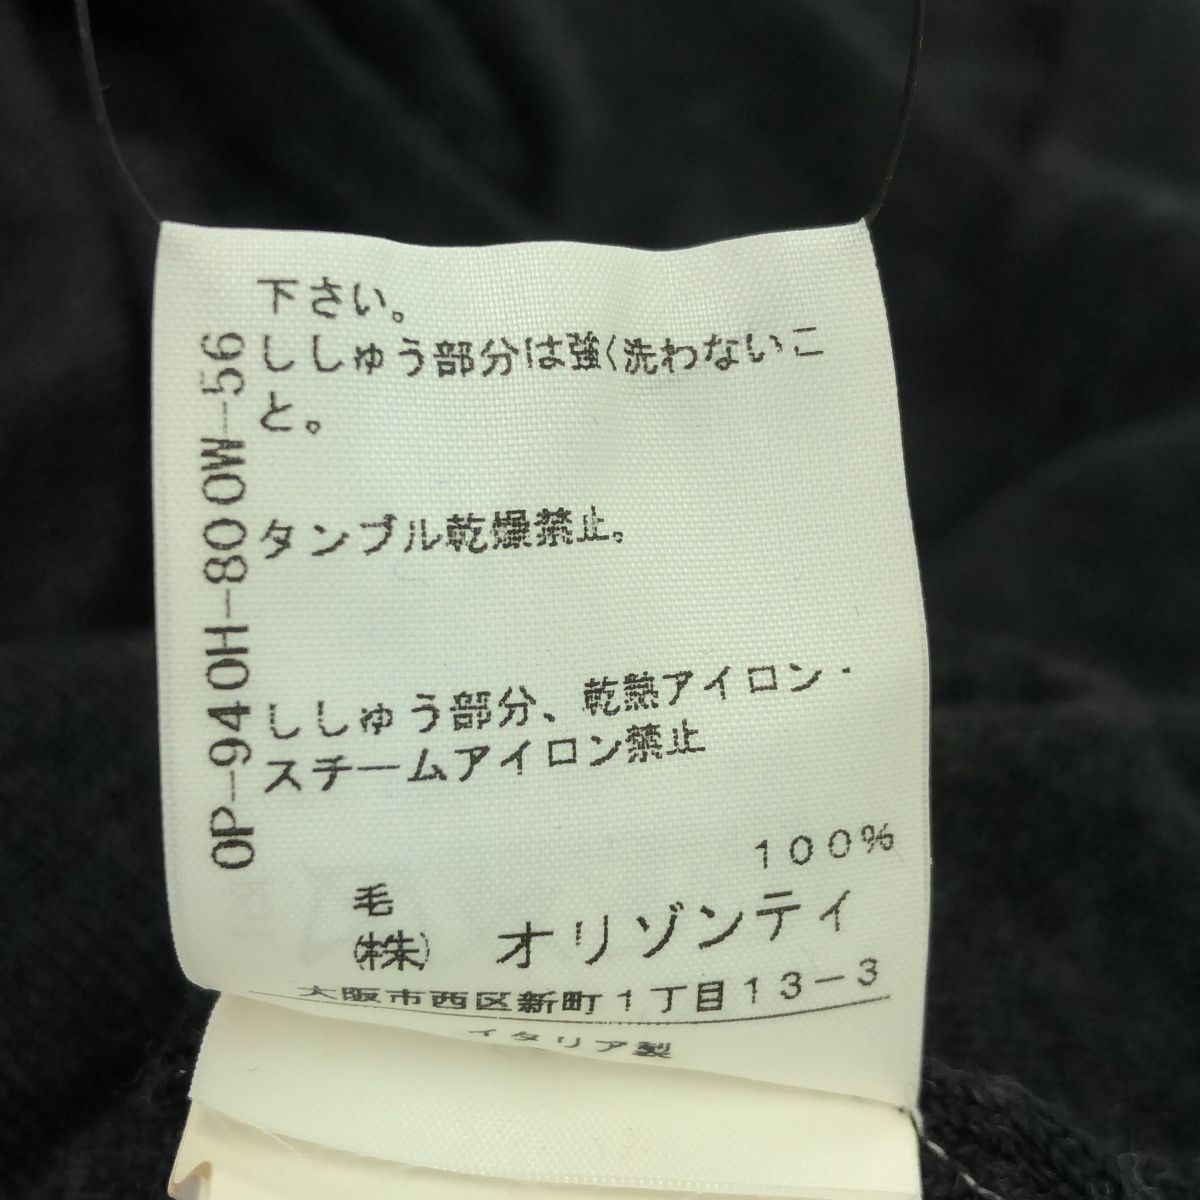 下さい。
ししゅう部分は強く洗わないこ
と。
タンブル乾燥禁止。
ししゅう部分、乾熱アイロン・
スチームアイロン禁止
100%
毛
㈱ オリゾンティ
大阪市西区新町1丁目13-3
イタリア製
OP-940H-800W-56